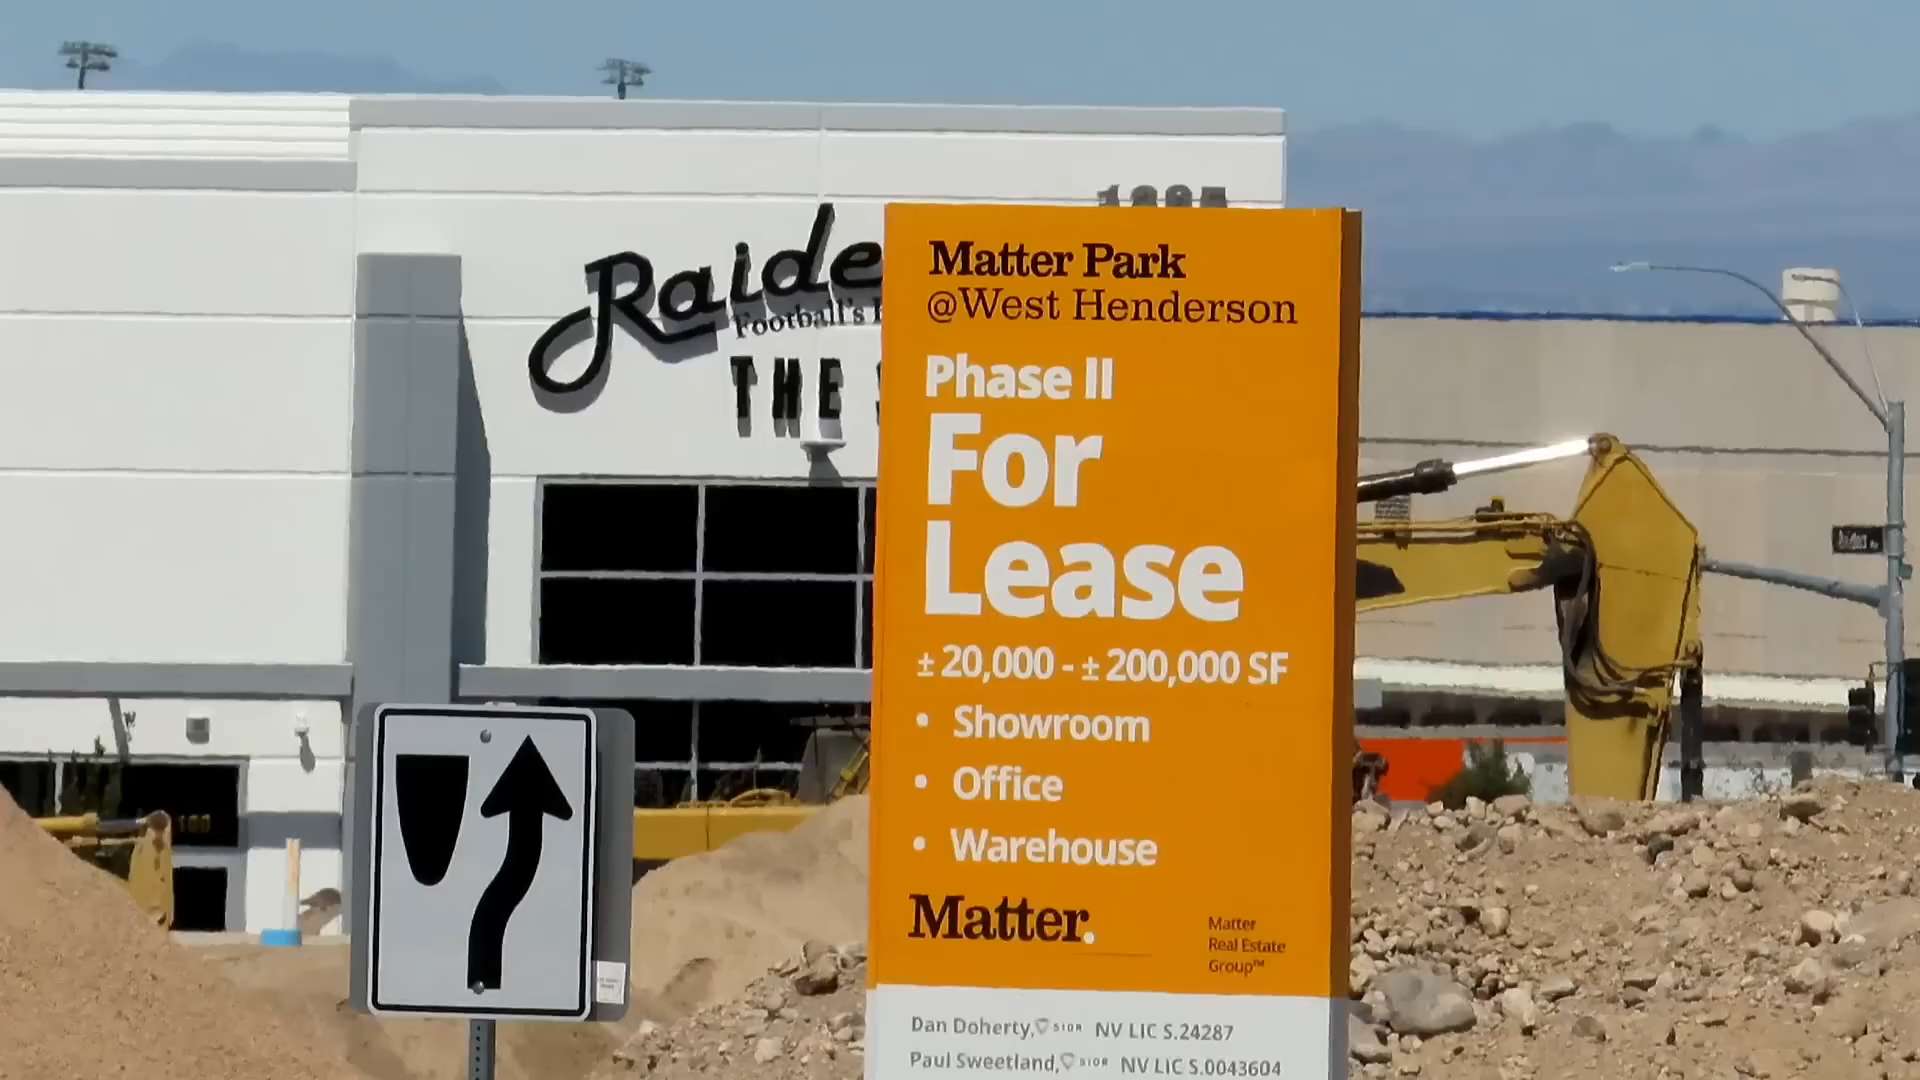 Raide
Football's
THE
Matter Park
@West Henderson
Phase II
For
Lease
± 20,000 - ± 200,000 SF
• Showroom
• Office
• Warehouse
Matter.
Matter
Real Estate
Group™
Dan Doherty, SIOR NV LIC S.24287
Paul Sweetland, SIOR NV LIC S.0043604